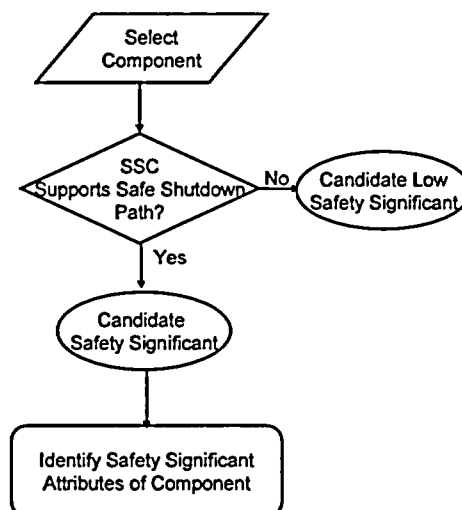 Select
Component
SSC
Supports Safe Shutdown
Path?
No
Candidate Low
Safety Significant
Yes
Candidate
Safety Significant
Identify Safety Significant
Attributes of Component